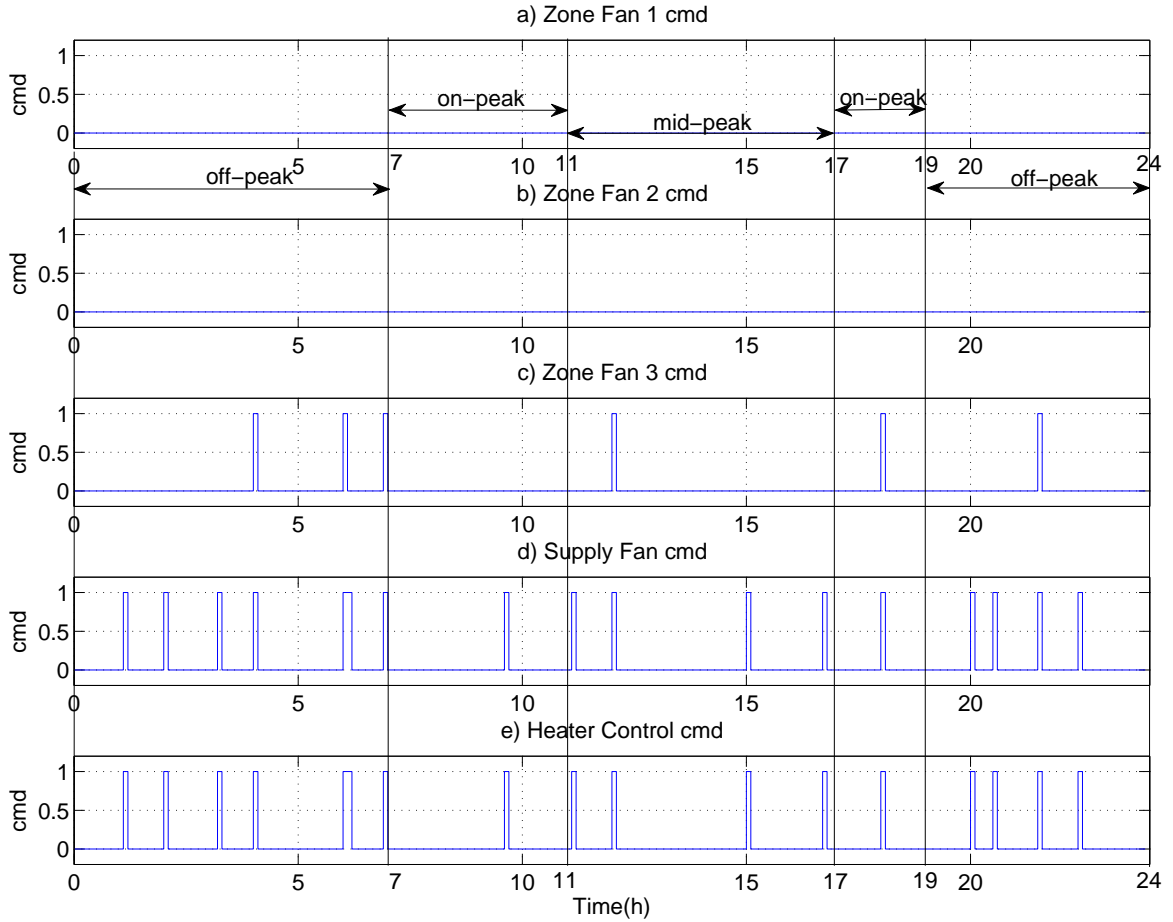 a) Zone Fan 1 cmd
1
0.5
0
cmd
on−peak
mid−peak
on−peak
0 5 7 10 11 15 17 19 20 24
off−peak
off−peak
b) Zone Fan 2 cmd
1
0.5
0
cmd
0 5 10 15 20
c) Zone Fan 3 cmd
1
0.5
0
cmd
0 5 10 15 20
d) Supply Fan cmd
1
0.5
0
cmd
0 5 10 15 20
e) Heater Control cmd
1
0.5
0
cmd
0 5 7 10 11 15 17 19 20 24
Time(h)